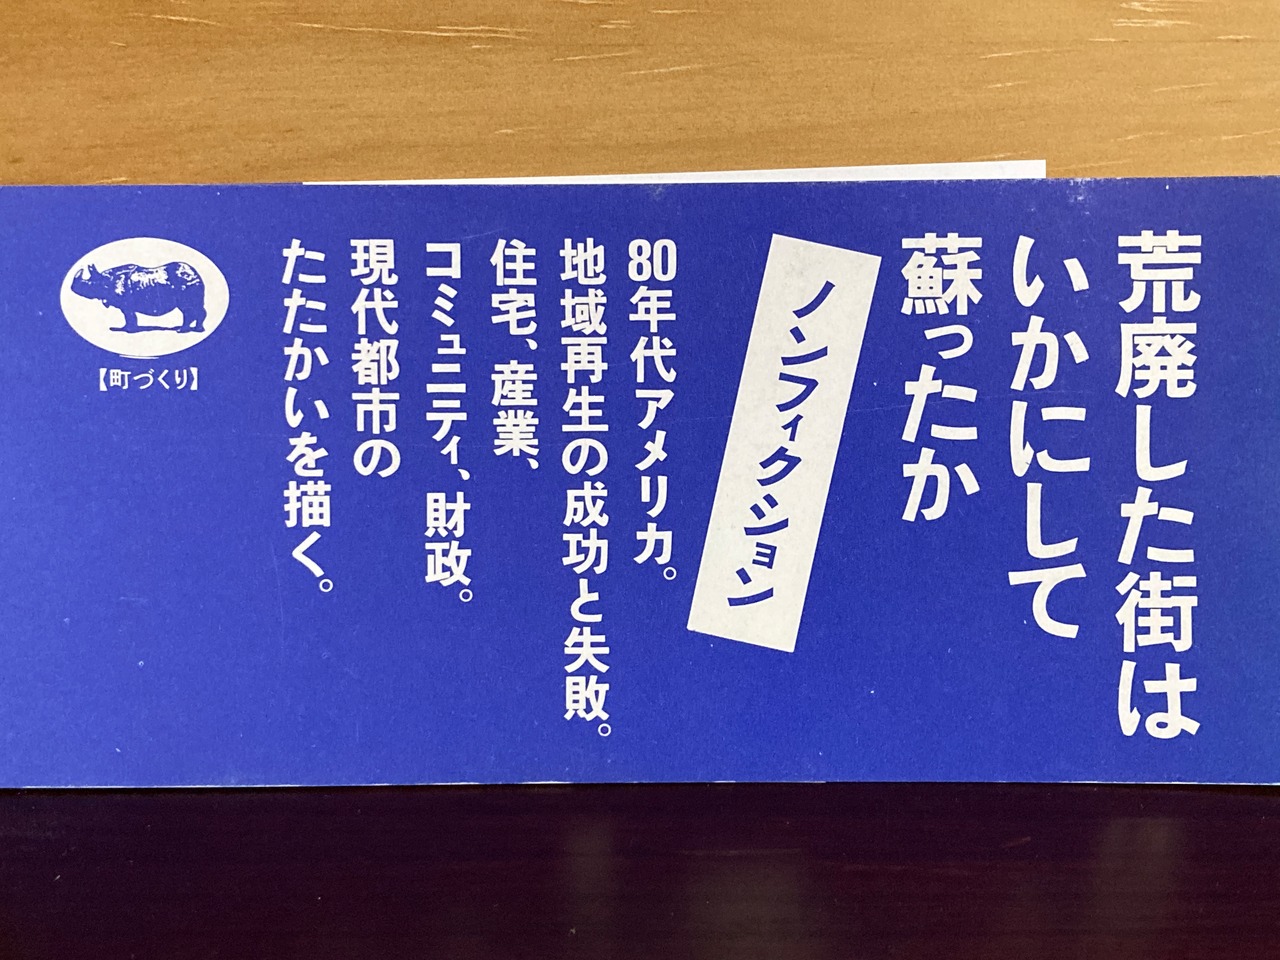 荒廃した街は
いかにして
蘇ったか
ノンフィクション
80年代アメリカ。
地域再生の成功と失敗。
住宅、産業、
コミュニティ、財政。
現代都市の
たたかいを描く。
【町づくり】